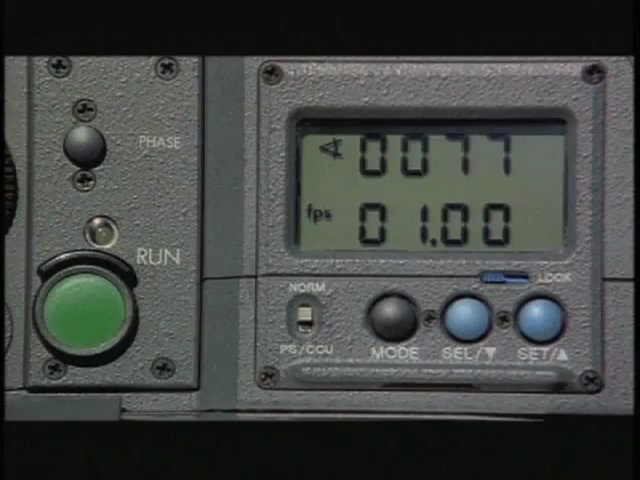 PHASE
RUN
0077
fps 01.00
LOCK
NORM
PS/CCU
MODE SEL/▼ SET/▲